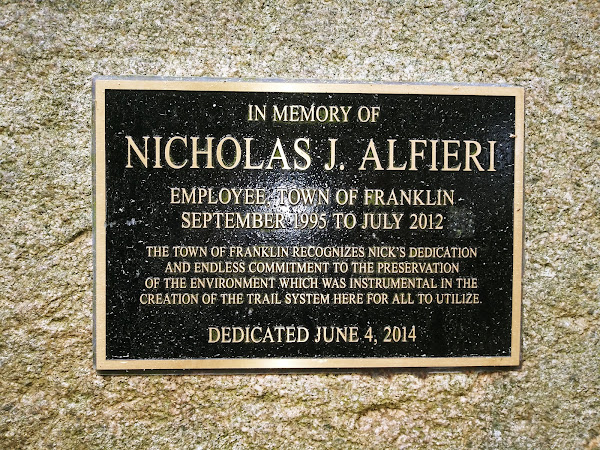 IN MEMORY OF
NICHOLAS J. ALFIERI
EMPLOYEE, TOWN OF FRANKLIN
SEPTEMBER 1995 TO JULY 2012
THE TOWN OF FRANKLIN RECOGNIZES NICK'S DEDICATION
AND ENDLESS COMMITMENT TO THE PRESERVATION
OF THE ENVIRONMENT WHICH WAS INSTRUMENTAL IN THE
CREATION OF THE TRAIL SYSTEM HERE FOR ALL TO UTILIZE.
DEDICATED JUNE 4, 2014